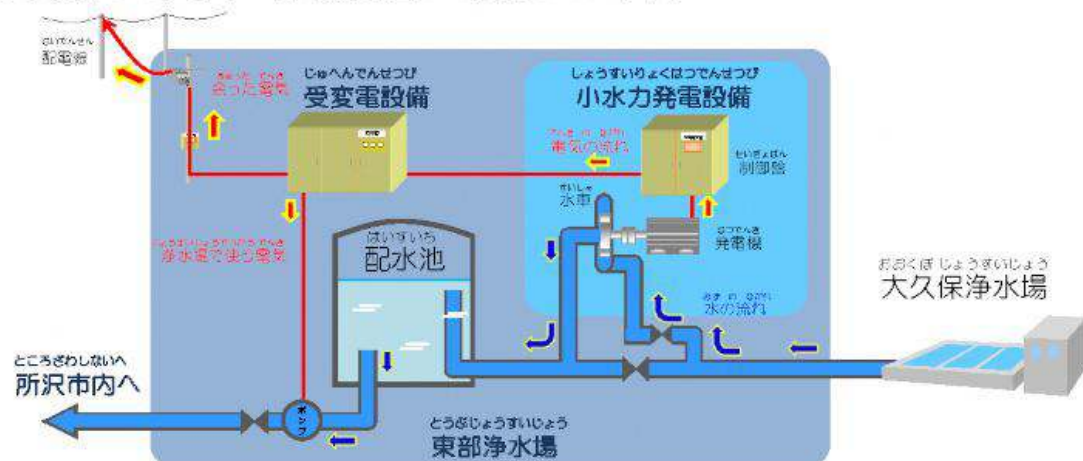 はいでんせん
配電線
あまった でんき
余った電気
じゅへんでんせつび
受変電設備
しょうすいりょくはつでんせつび
小水力発電設備
でんき の ながれ
電気の流れ
せいぎょばん
制御盤
すいしゃ
水車
はつでんき
発電機
じょうすいじょうでつかうでんき
浄水場で使う電気
はいすいち
配水池
おおくぼ じょうすいじょう
大久保浄水場
みず の ながれ
水の流れ
ところざわしないへ
所沢市内へ
ポンプ
とうぶじょうすいじょう
東部浄水場